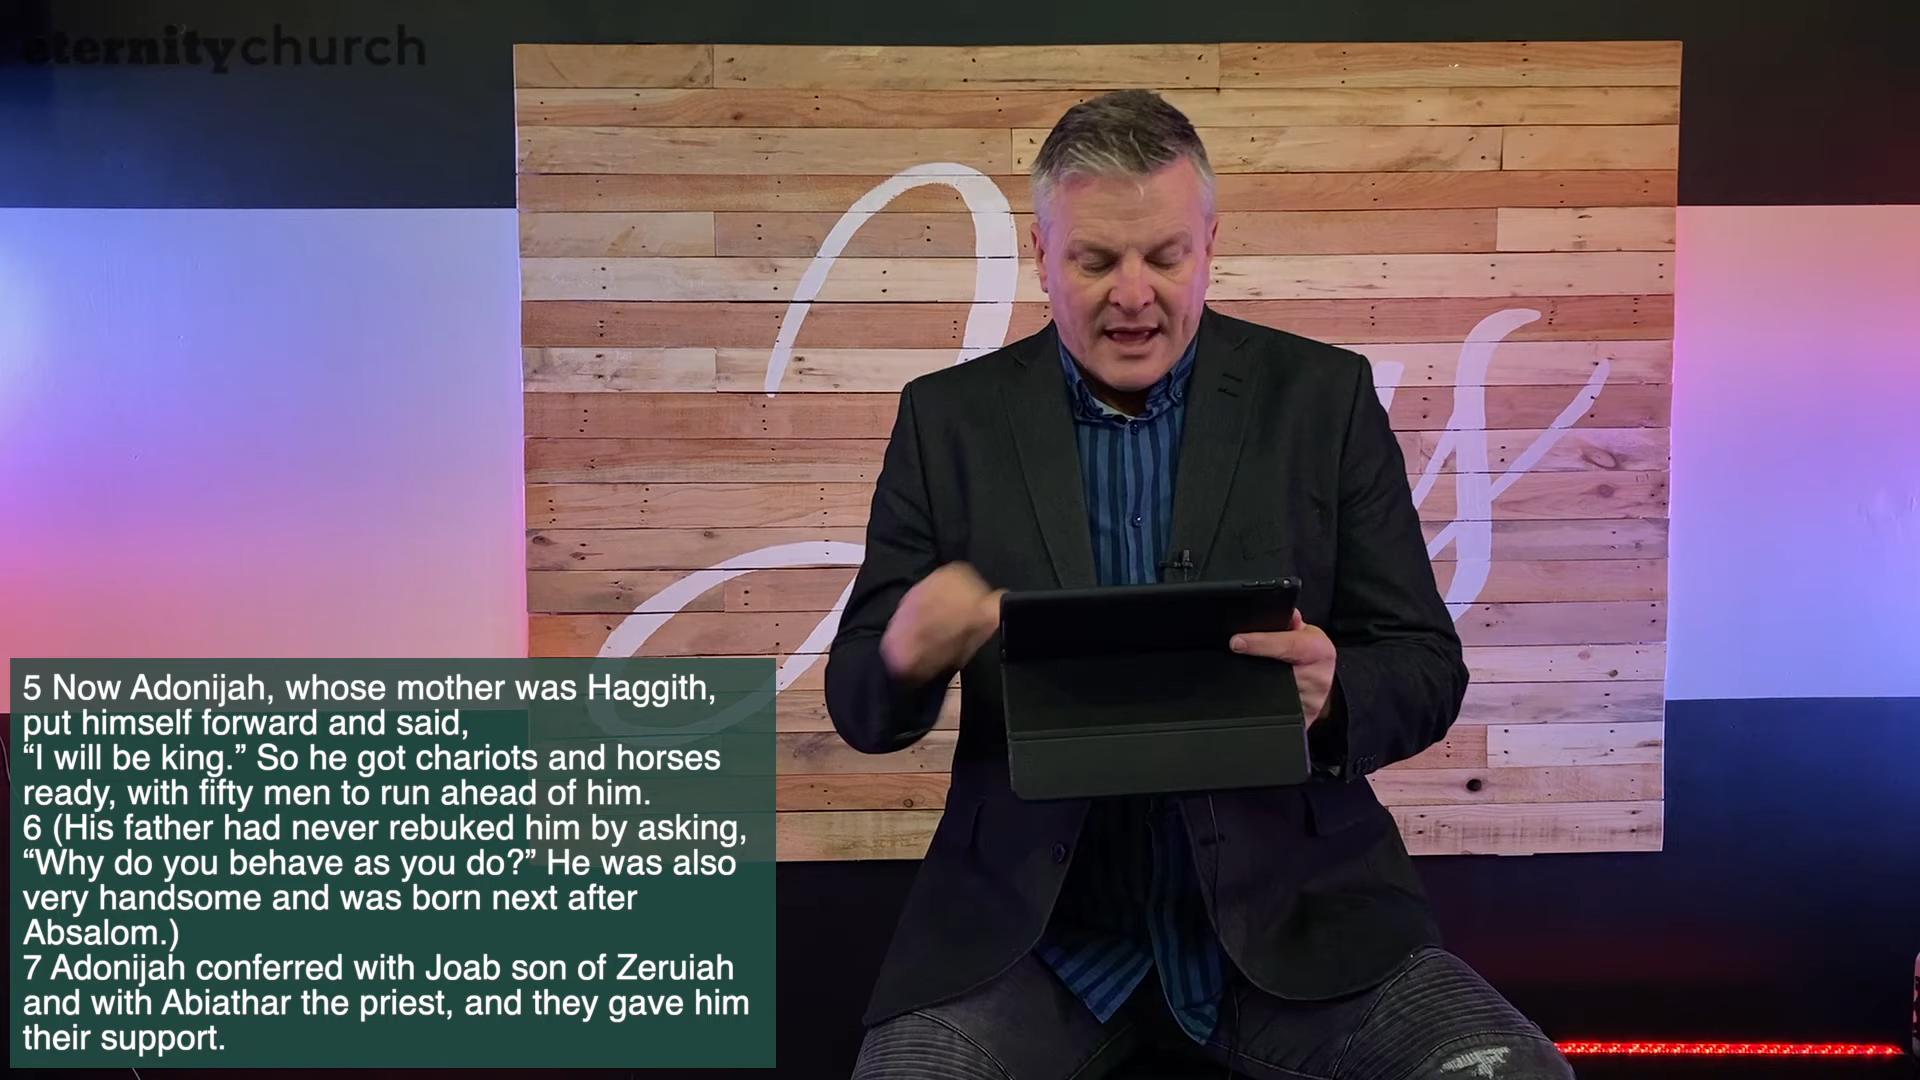 eternitychurch
5 Now Adonijah, whose mother was Haggith,
put himself forward and said,
“I will be king.” So he got chariots and horses
ready, with fifty men to run ahead of him.
6 (His father had never rebuked him by asking,
“Why do you behave as you do?” He was also
very handsome and was born next after
Absalom.)
7 Adonijah conferred with Joab son of Zeruiah
and with Abiathar the priest, and they gave him
their support.